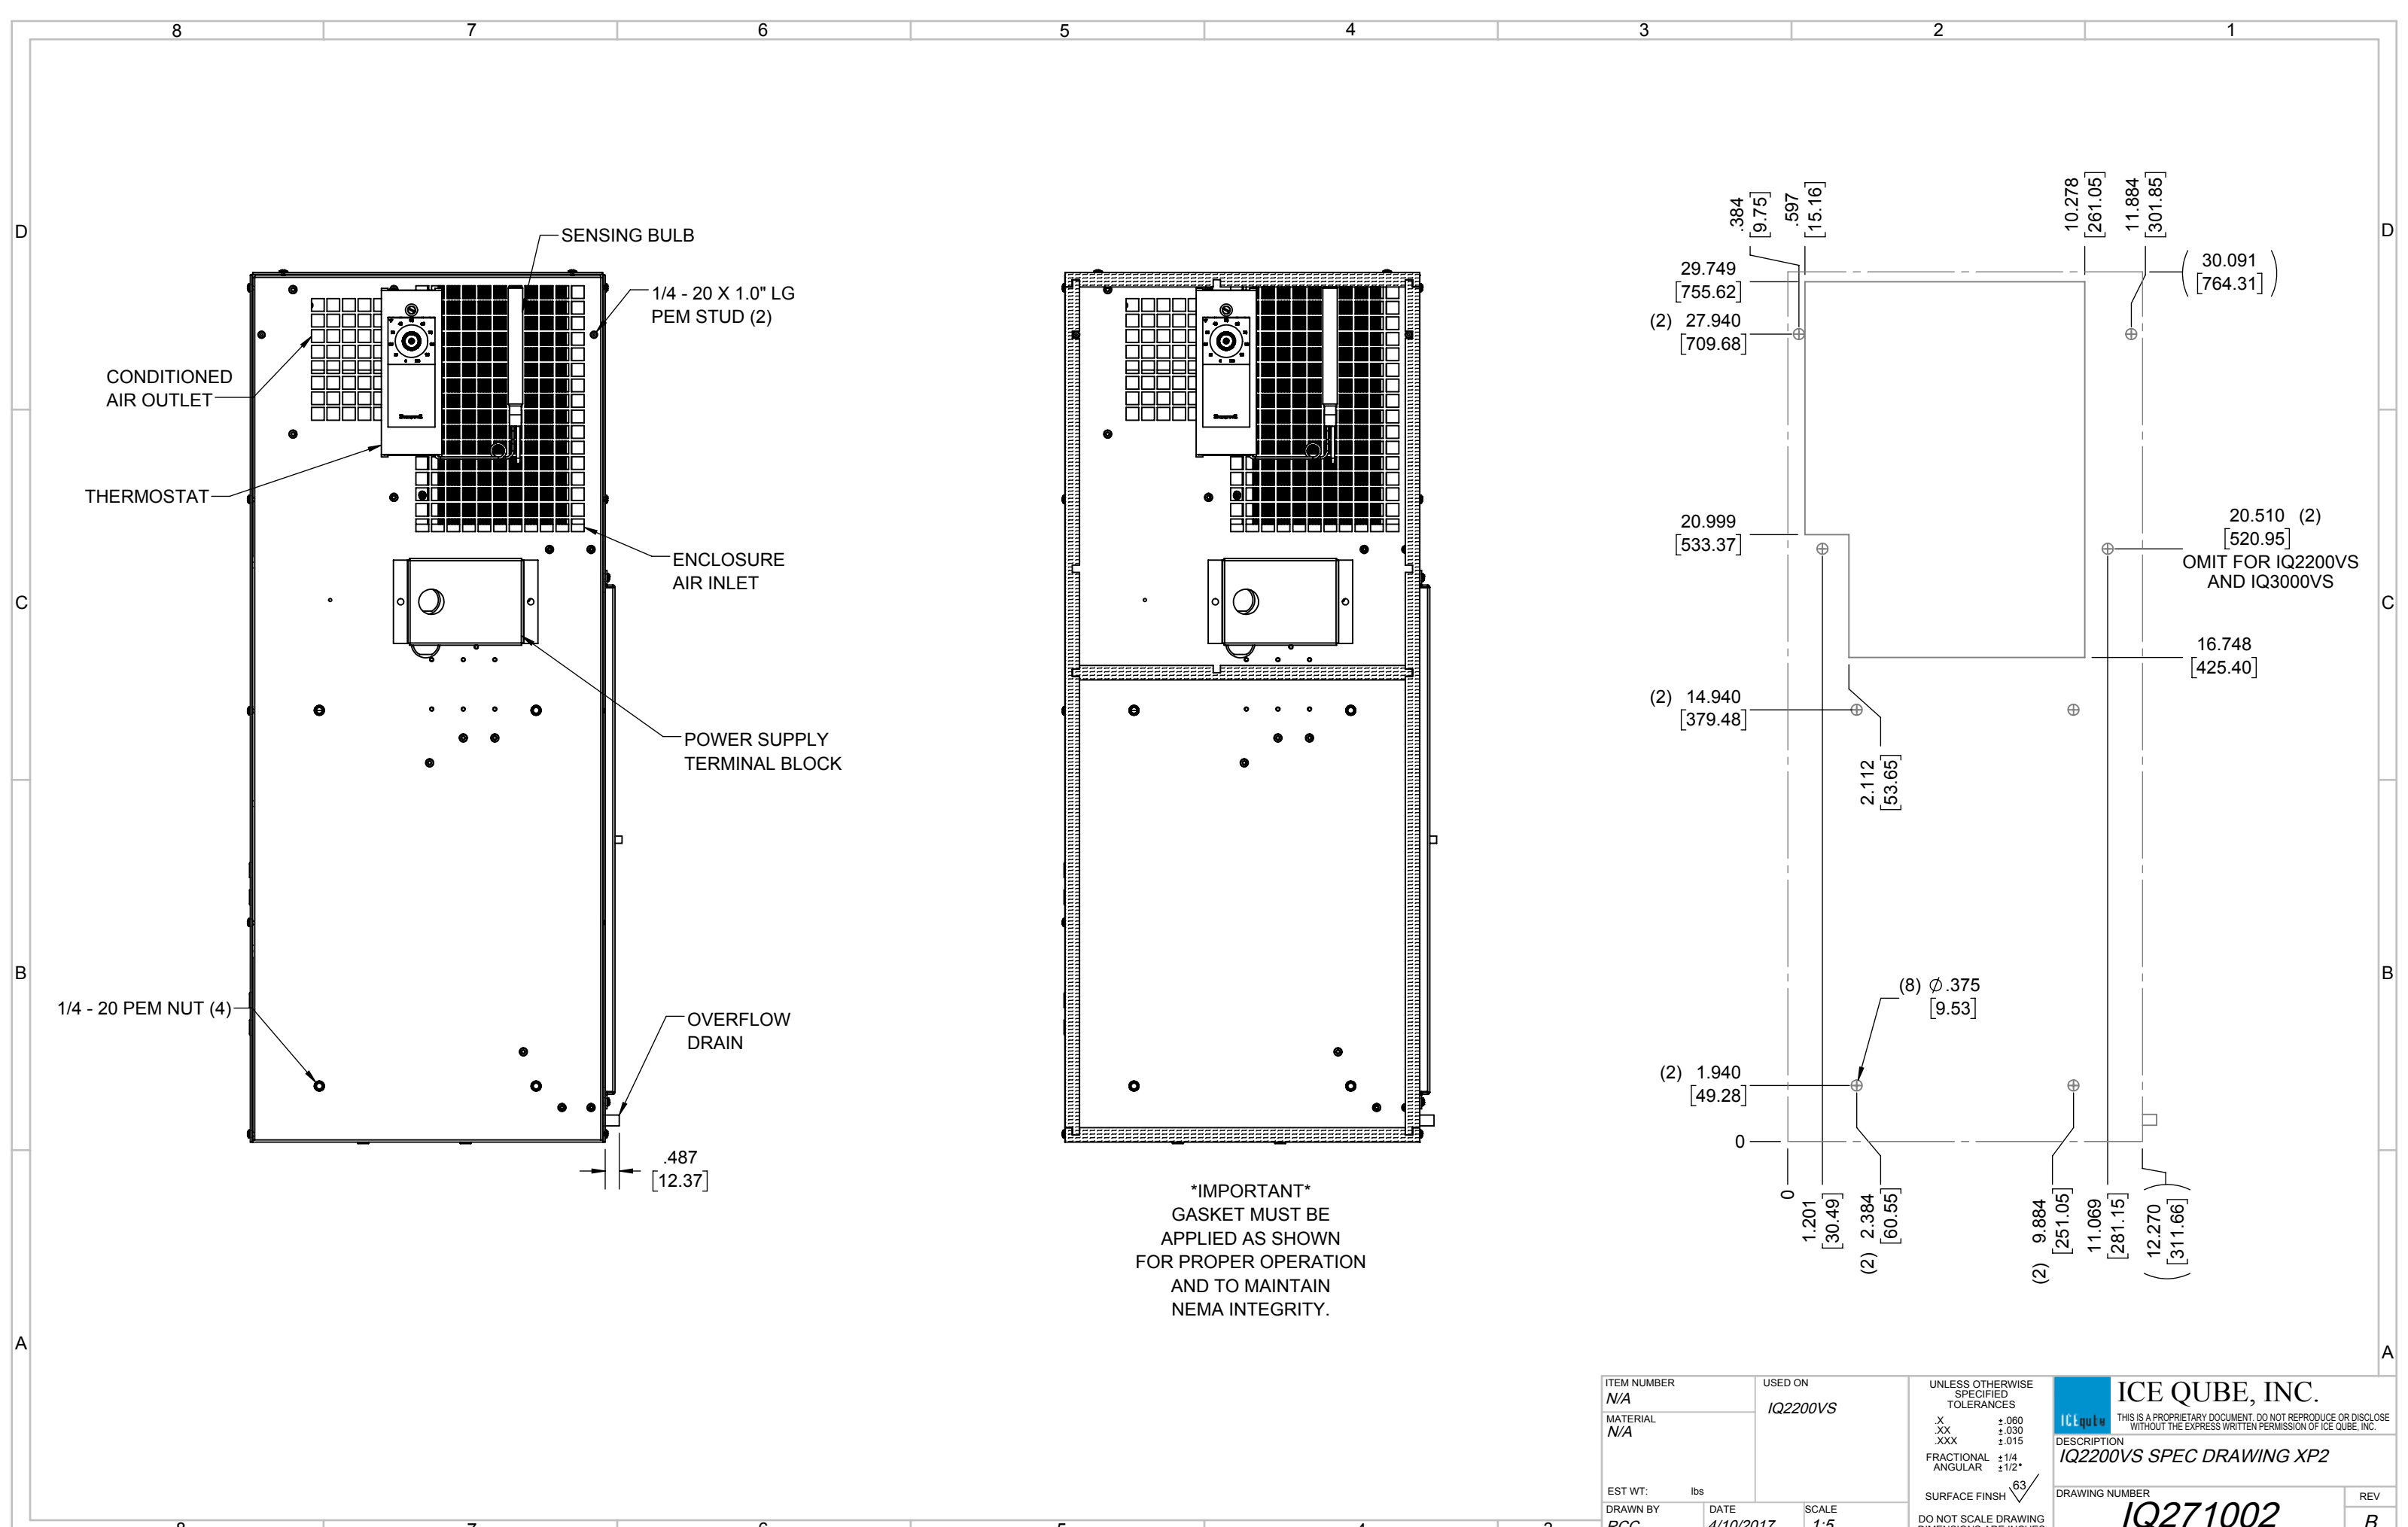 8 7 6 5 4 3 2 1
D
D
C
C
B
B
A
A
SENSING BULB
1/4 - 20 X 1.0" LG
PEM STUD (2)
CONDITIONED
AIR OUTLET
THERMOSTAT
ENCLOSURE
AIR INLET
POWER SUPPLY
TERMINAL BLOCK
1/4 - 20 PEM NUT (4)
OVERFLOW
DRAIN
.487
[12.37]
*IMPORTANT*
GASKET MUST BE
APPLIED AS SHOWN
FOR PROPER OPERATION
AND TO MAINTAIN
NEMA INTEGRITY.
.384
[9.75]
.597
[15.16]
10.278
[261.05]
11.884
[301.85]
29.749
[755.62]
(30.091
[764.31])
(2) 27.940
[709.68]
20.999
[533.37]
20.510 (2)
[520.95]
OMIT FOR IQ2200VS
AND IQ3000VS
16.748
[425.40]
(2) 14.940
[379.48]
2.112
[53.65]
(8) Ø.375
[9.53]
(2) 1.940
[49.28]
0
0
1.201
[30.49]
(2) 2.384
[60.55]
(2) 9.884
[251.05]
11.069
[281.15]
(12.270
[311.66])
ITEM NUMBER
N/A
USED ON
IQ2200VS
MATERIAL
N/A
EST WT: lbs
DRAWN BY
DATE
4/10/2017
SCALE
1:5
UNLESS OTHERWISE
SPECIFIED
TOLERANCES
.X ±.060
.XX ±.030
.XXX ±.015
FRACTIONAL ±1/4
ANGULAR ±1/2°
SURFACE FINSH 63
DO NOT SCALE DRAWING
DIMENSIONS ARE INCHES
ICEqube
ICE QUBE, INC.
THIS IS A PROPRIETARY DOCUMENT. DO NOT REPRODUCE OR DISCLOSE
WITHOUT THE EXPRESS WRITTEN PERMISSION OF ICE QUBE, INC.
DESCRIPTION
IQ2200VS SPEC DRAWING XP2
DRAWING NUMBER
IQ271002
REV
B